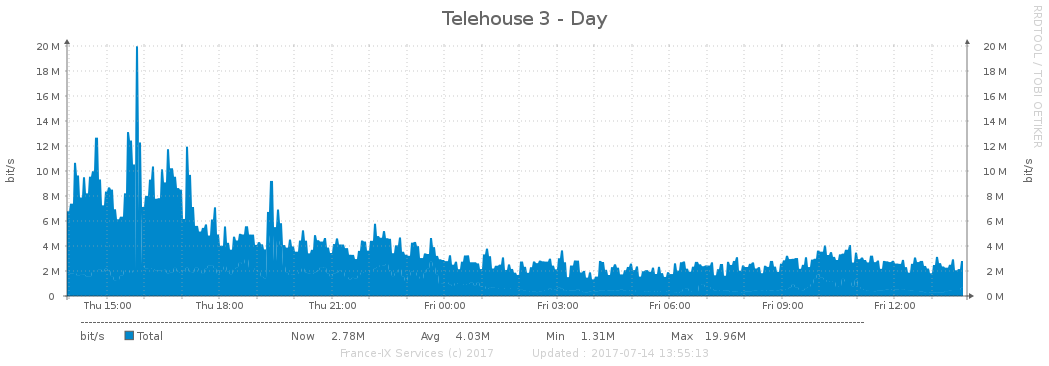 Telehouse 3 - Day
RRDTOOL / TOBI OETIKER
bit/s
bit/s
20 M 20 M
18 M 18 M
16 M 16 M
14 M 14 M
12 M 12 M
10 M 10 M
8 M 8 M
6 M 6 M
4 M 4 M
2 M 2 M
0 0 M
Thu 15:00 Thu 18:00 Thu 21:00 Fri 00:00 Fri 03:00 Fri 06:00 Fri 09:00 Fri 12:00
bit/s Total Now 2.78M Avg 4.03M Min 1.31M Max 19.96M
France-IX Services (c) 2017 Updated : 2017-07-14 13:55:13